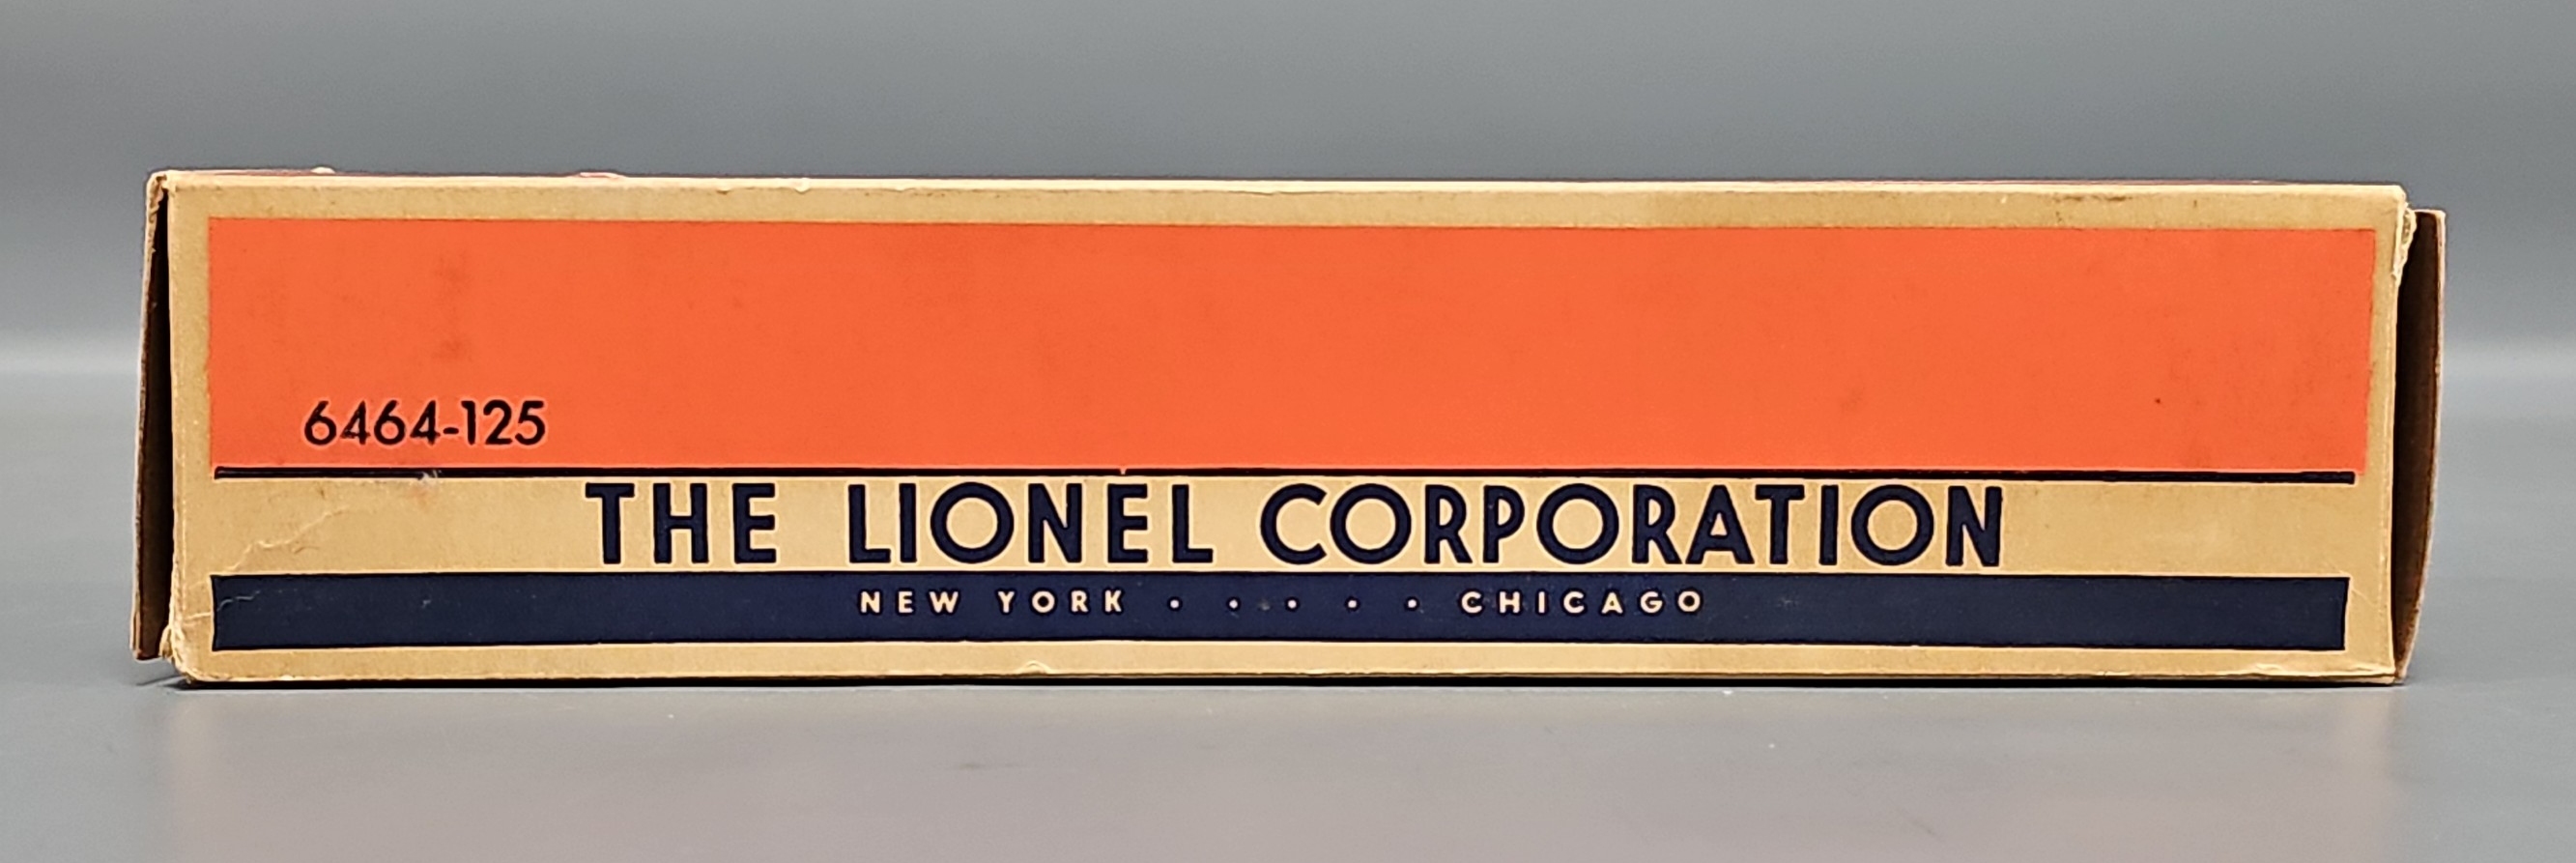 6464-125
THE LIONEL CORPORATION
NEW YORK • • • • • CHICAGO